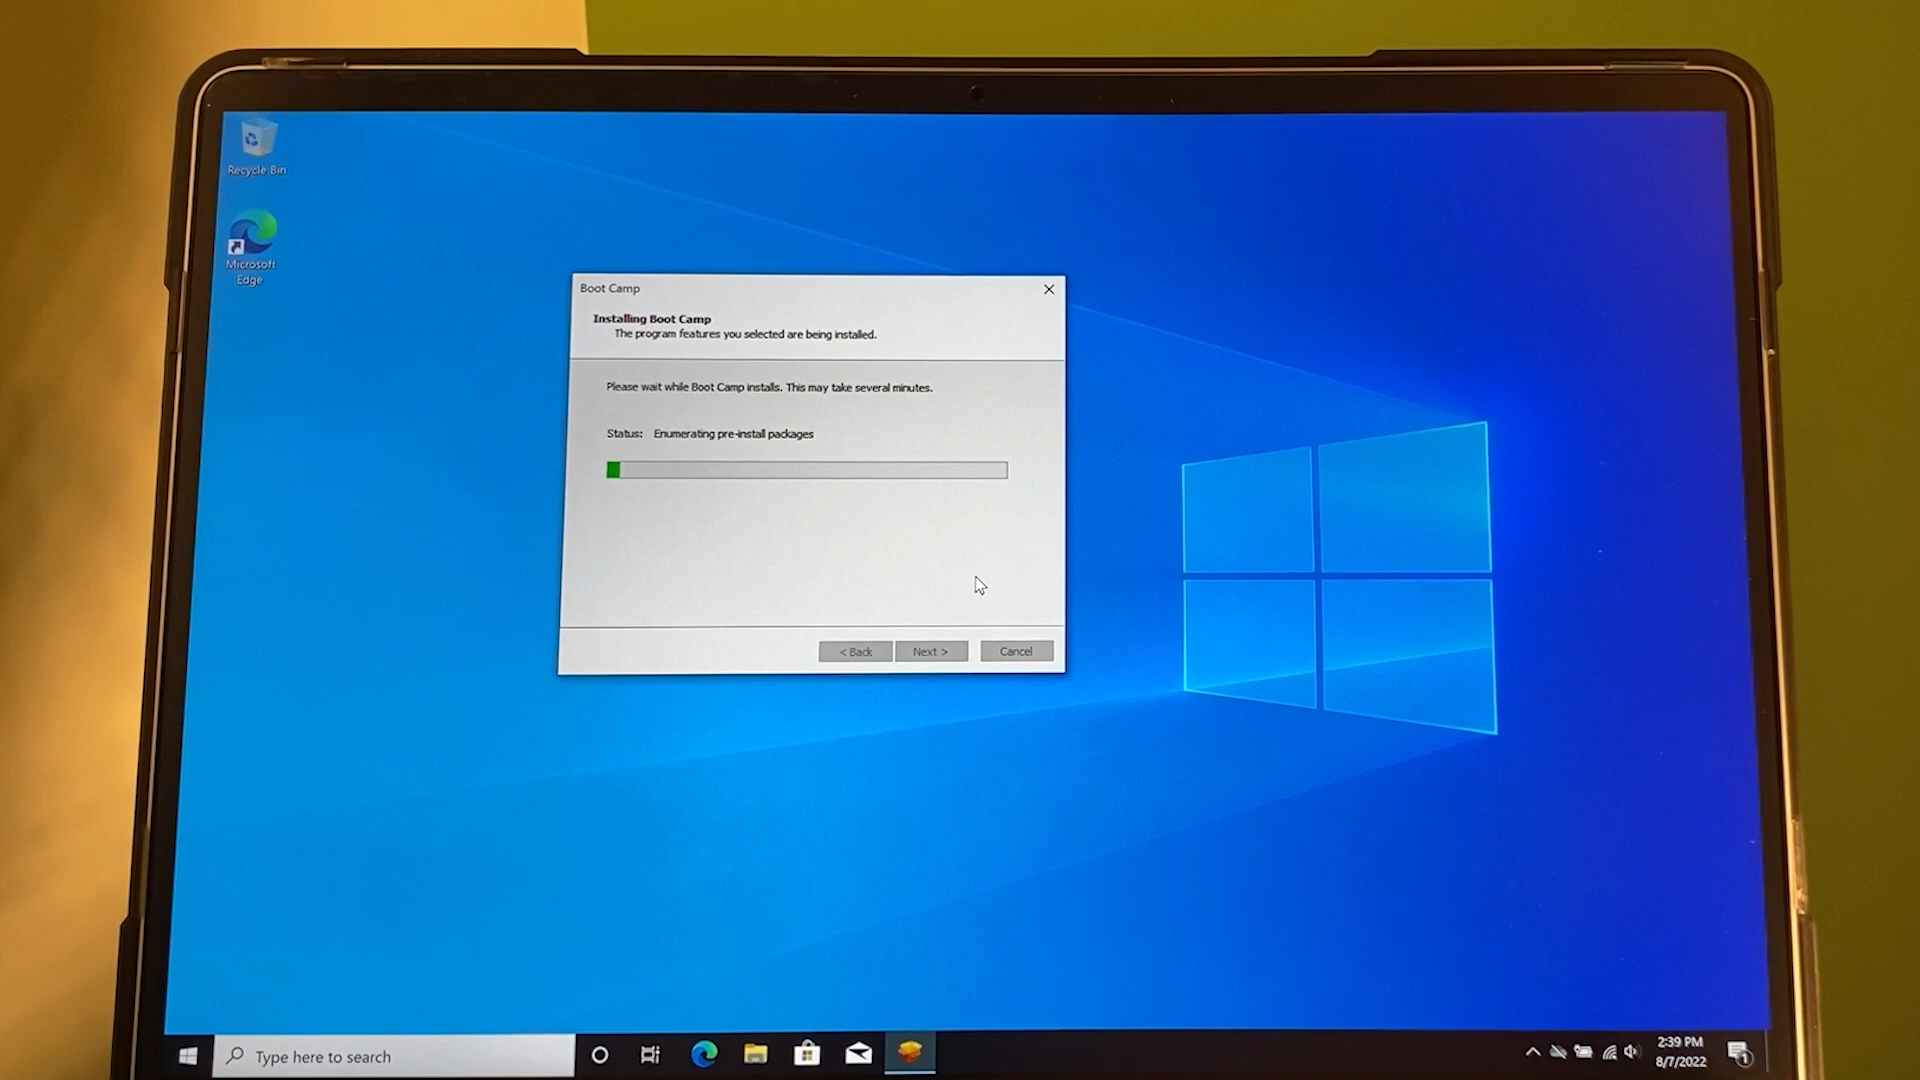 Recycle Bin
Microsoft
Edge
Boot Camp
Installing Boot Camp
The program features you selected are being installed.
Please wait while Boot Camp installs. This may take several minutes.
Status: Enumerating pre-install packages
< Back Next > Cancel
Type here to search
2:39 PM
8/7/2022
1